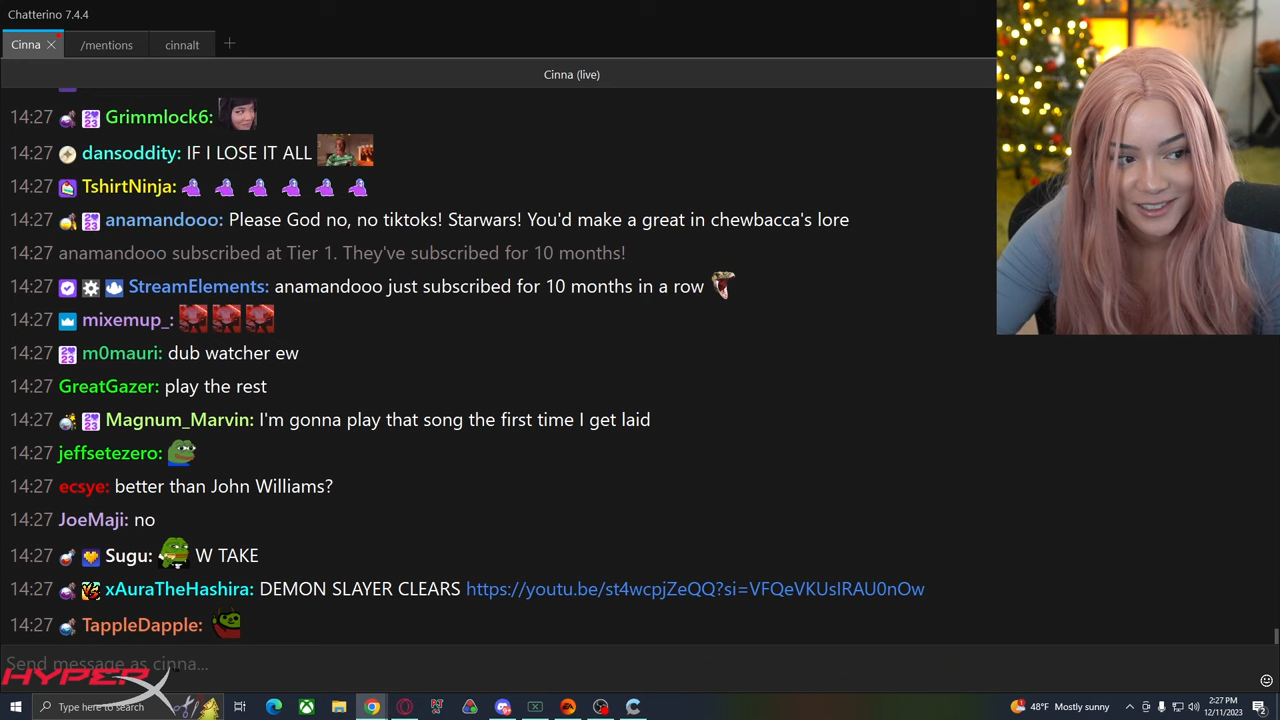 Chatterino 7.4.4
Cinna
/mentions
cinnalt
Cinna (live)
14:27 Grimmlock6:
14:27 dansoddity: IF I LOSE IT ALL
14:27 TshirtNinja:
14:27 anamandooo: Please God no, no tiktoks! Starwars! You'd make a great in chewbacca's lore
14:27 anamandooo subscribed at Tier 1. They've subscribed for 10 months!
14:27 StreamElements: anamandooo just subscribed for 10 months in a row
14:27 mixemup_:
14:27 m0mauri: dub watcher ew
14:27 GreatGazer: play the rest
14:27 Magnum_Marvin: I'm gonna play that song the first time I get laid
14:27 jeffsetezero:
14:27 ecsye: better than John Williams?
14:27 JoeMaji: no
14:27 Sugu: W TAKE
14:27 xAuraTheHashira: DEMON SLAYER CLEARS https://youtu.be/st4wcpjZeQQ?si=VFQeVKUsIRAU0nOw
14:27 TappleDapple:
Send message as cinna...
HYPERX
Type here to search
48°F Mostly sunny
2:27 PM
12/11/2023